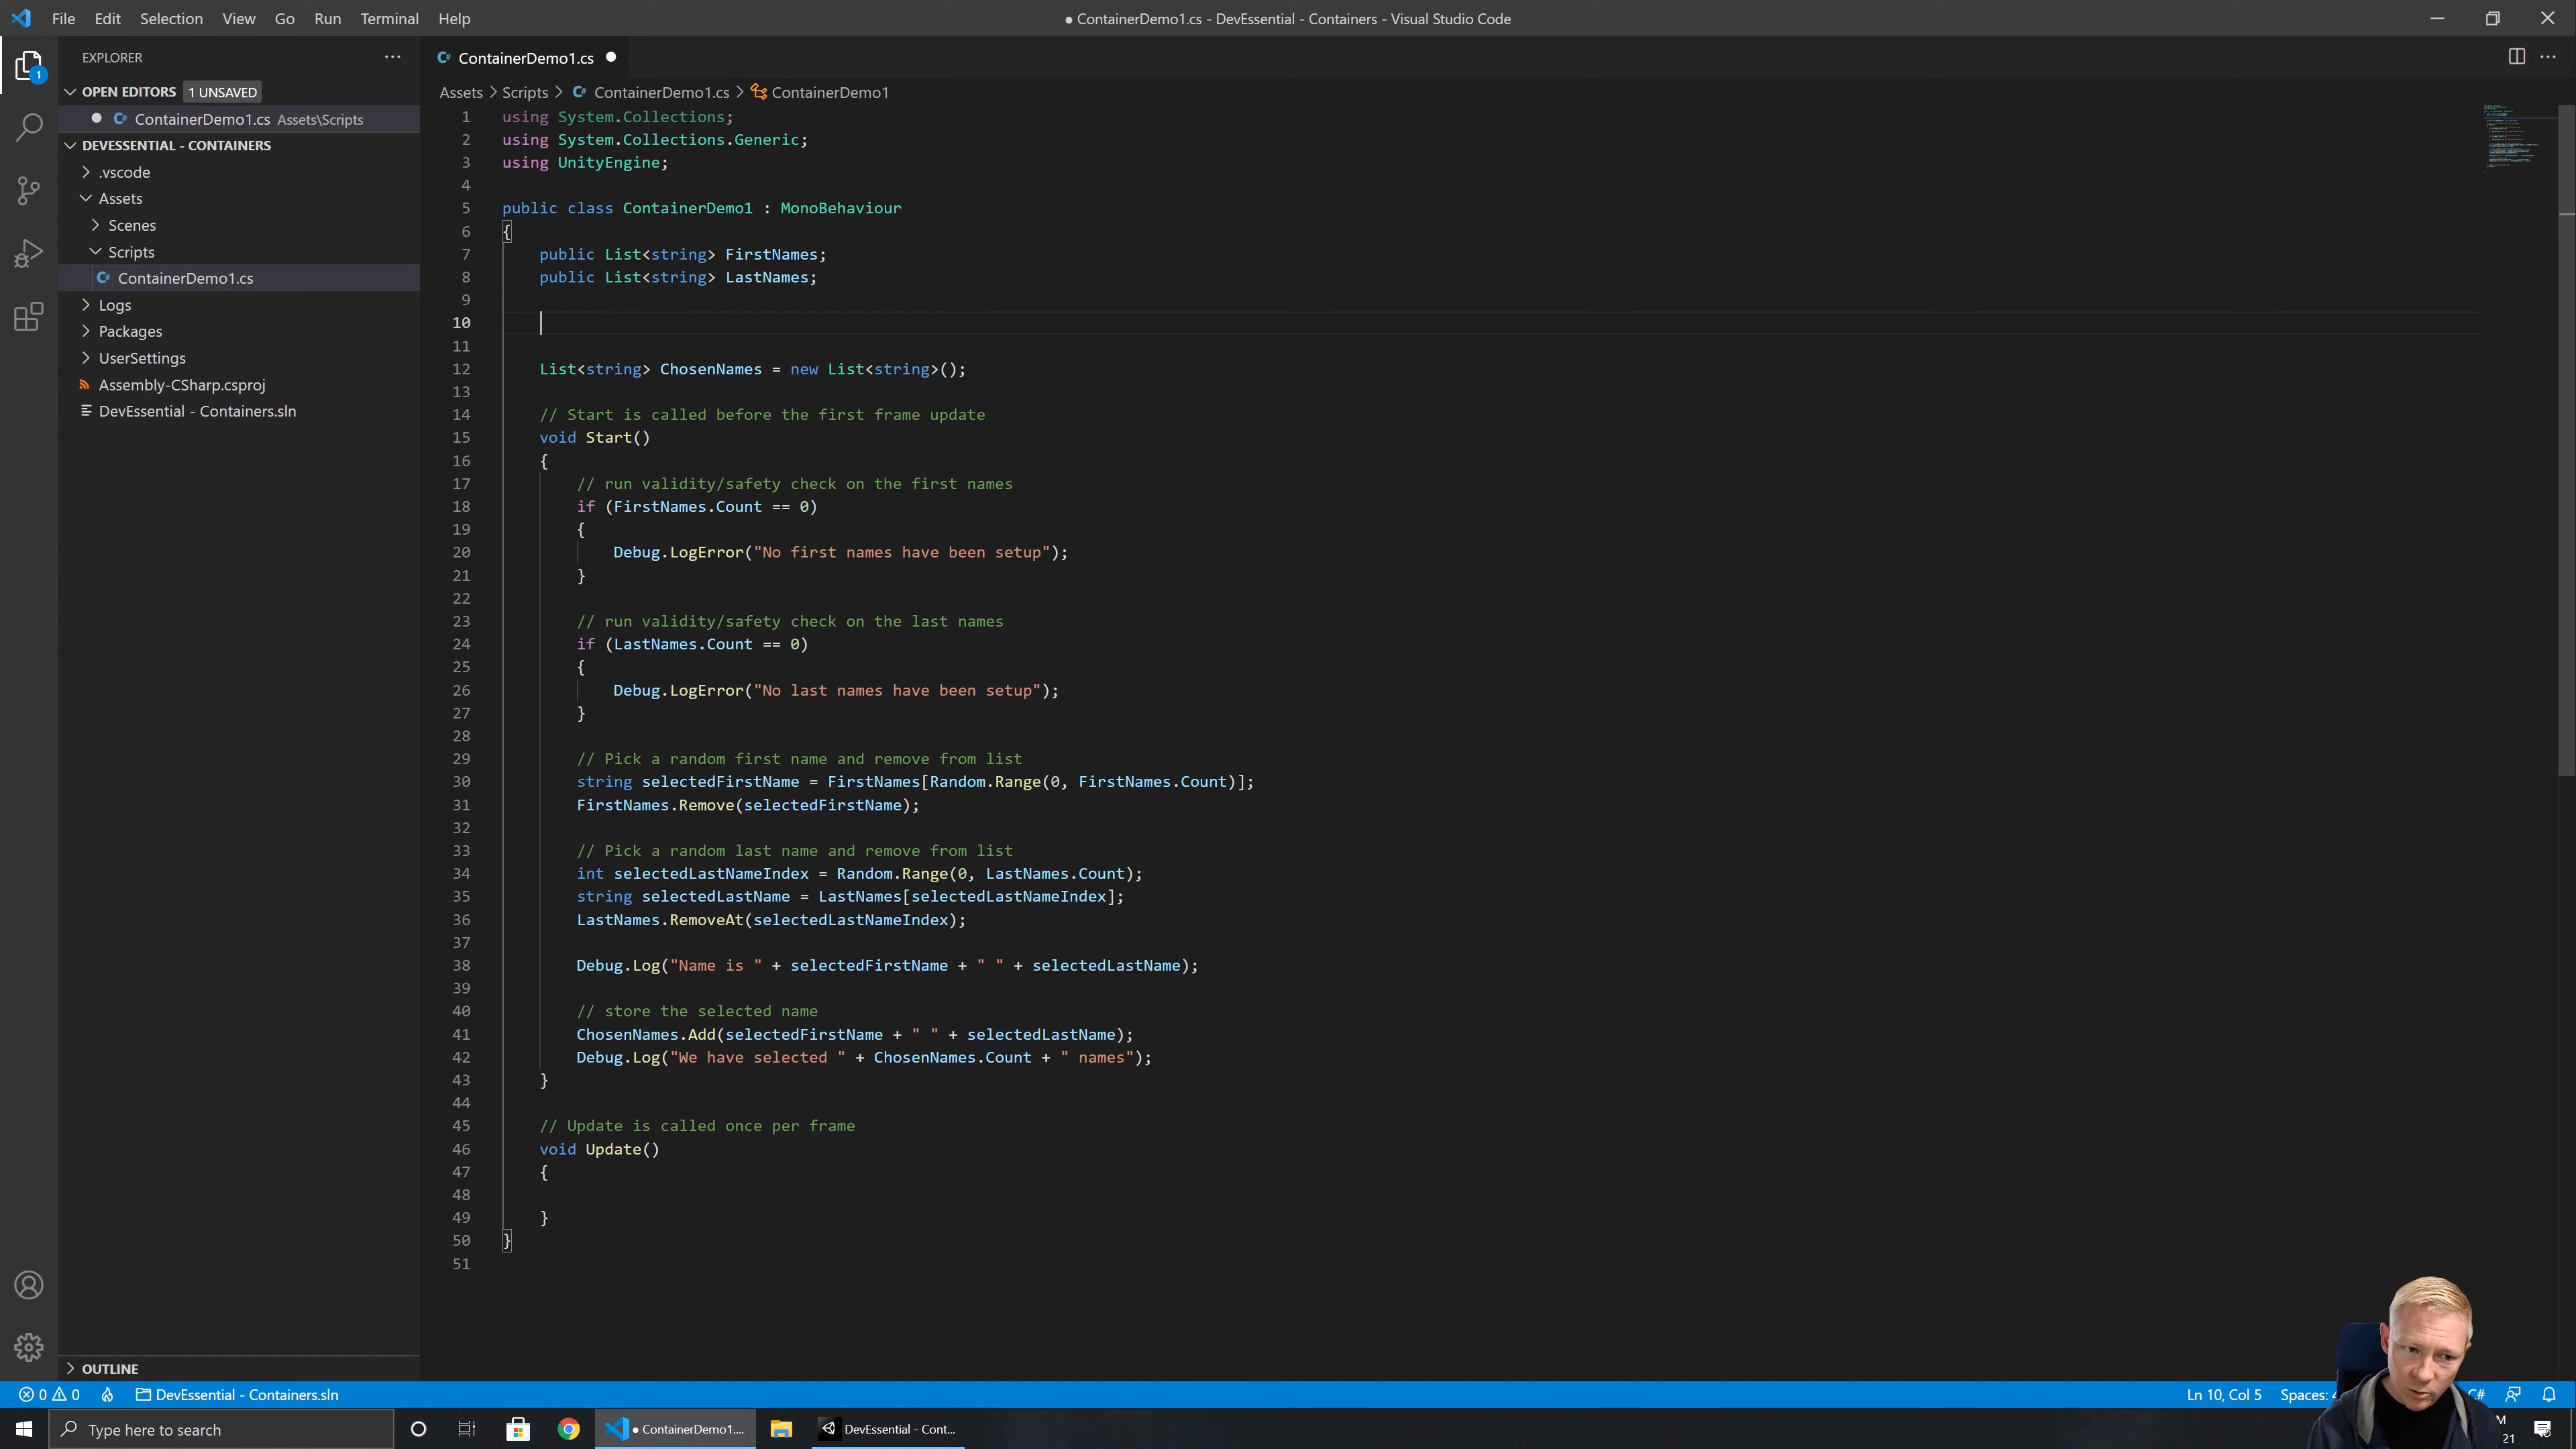 File Edit Selection View Go Run Terminal Help
● ContainerDemo1.cs - DevEssential - Containers - Visual Studio Code
EXPLORER
ContainerDemo1.cs
OPEN EDITORS 1 UNSAVED
ContainerDemo1.cs Assets\Scripts
DEVESSENTIAL - CONTAINERS
.vscode
Assets
Scenes
Scripts
ContainerDemo1.cs
Logs
Packages
UserSettings
Assembly-CSharp.csproj
DevEssential - Containers.sln
OUTLINE
Assets > Scripts > ContainerDemo1.cs > ContainerDemo1
1 using System.Collections;
2 using System.Collections.Generic;
3 using UnityEngine;
4
5 public class ContainerDemo1 : MonoBehaviour
6 {
7 public List<string> FirstNames;
8 public List<string> LastNames;
9
10
11
12 List<string> ChosenNames = new List<string>();
13
14 // Start is called before the first frame update
15 void Start()
16 {
17 // run validity/safety check on the first names
18 if (FirstNames.Count == 0)
19 {
20 Debug.LogError("No first names have been setup");
21 }
22
23 // run validity/safety check on the last names
24 if (LastNames.Count == 0)
25 {
26 Debug.LogError("No last names have been setup");
27 }
28
29 // Pick a random first name and remove from list
30 string selectedFirstName = FirstNames[Random.Range(0, FirstNames.Count)];
31 FirstNames.Remove(selectedFirstName);
32
33 // Pick a random last name and remove from list
34 int selectedLastNameIndex = Random.Range(0, LastNames.Count);
35 string selectedLastName = LastNames[selectedLastNameIndex];
36 LastNames.RemoveAt(selectedLastNameIndex);
37
38 Debug.Log("Name is " + selectedFirstName + " " + selectedLastName);
39
40 // store the selected name
41 ChosenNames.Add(selectedFirstName + " " + selectedLastName);
42 Debug.Log("We have selected " + ChosenNames.Count + " names");
43 }
44
45 // Update is called once per frame
46 void Update()
47 {
48
49 }
50 }
51
0 0 DevEssential - Containers.sln
Ln 10, Col 5 Spaces: C#
Type here to search
● ContainerDemo1....
DevEssential - Cont...
M
21
1